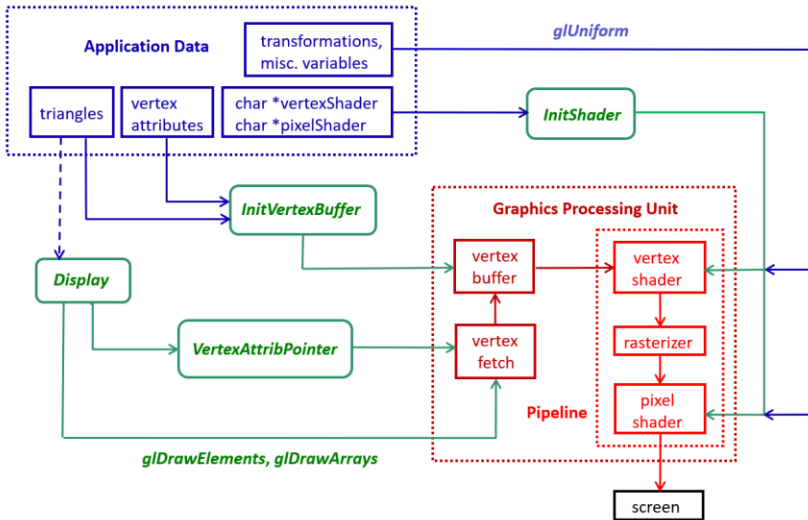 Application Data
transformations,
misc. variables
glUniform
triangles
vertex
attributes
char *vertexShader
char *pixelShader
InitShader
InitVertexBuffer
Graphics Processing Unit
vertex
buffer
vertex
shader
Display
VertexAttribPointer
vertex
fetch
rasterizer
Pipeline
pixel
shader
glDrawElements, glDrawArrays
screen